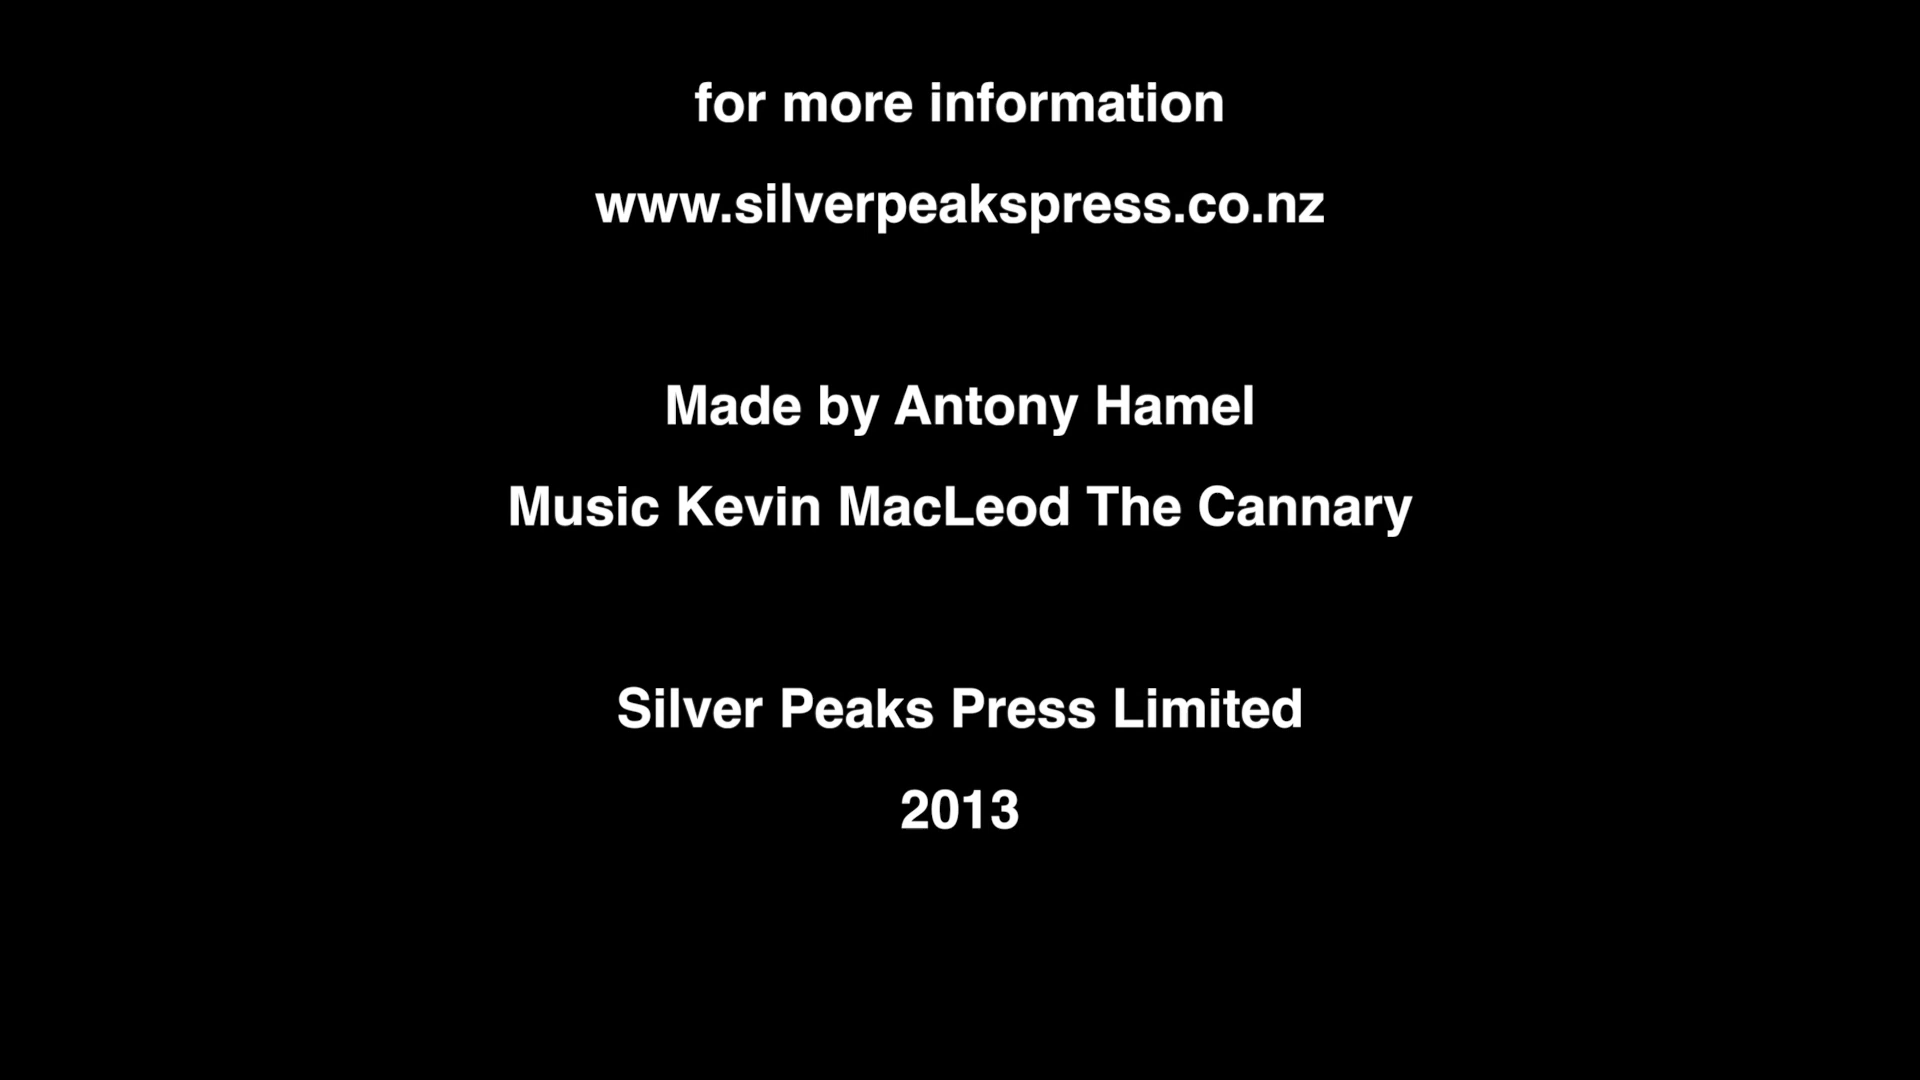 for more information
www.silverpeakspress.co.nz
Made by Antony Hamel
Music Kevin MacLeod The Cannary
Silver Peaks Press Limited
2013